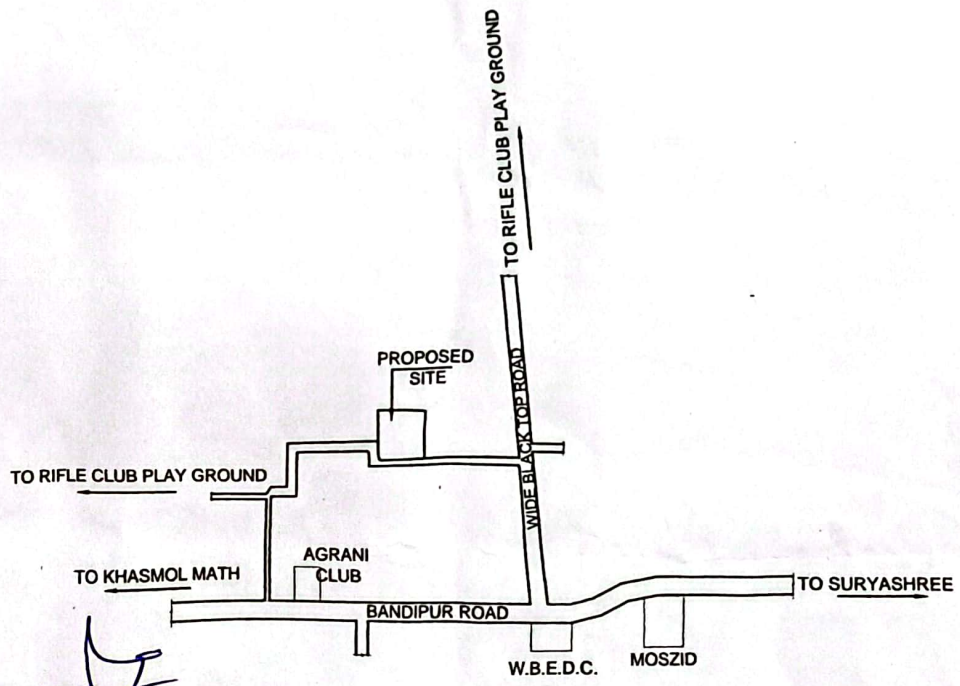 TO RIFLE CLUB PLAY GROUND
PROPOSED
SITE
WIDE BLACK TOP ROAD
TO RIFLE CLUB PLAY GROUND
AGRANI
CLUB
TO KHASMOL MATH
BANDIPUR ROAD
TO SURYASHREE
W.B.E.D.C.
MOSZID